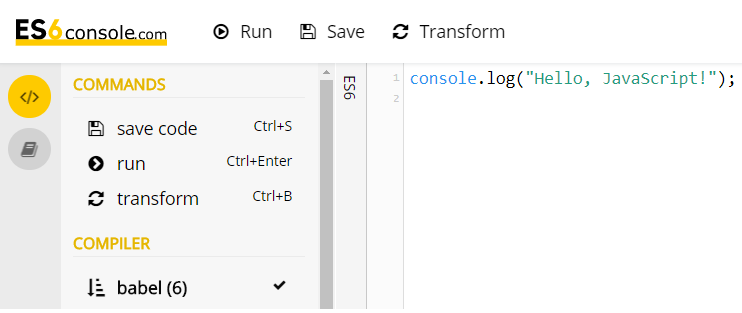 ES6console.com
Run
Save
Transform
COMMANDS
save code Ctrl+S
run Ctrl+Enter
transform Ctrl+B
COMPILER
babel (6)
ES6
1 console.log("Hello, JavaScript!");
2